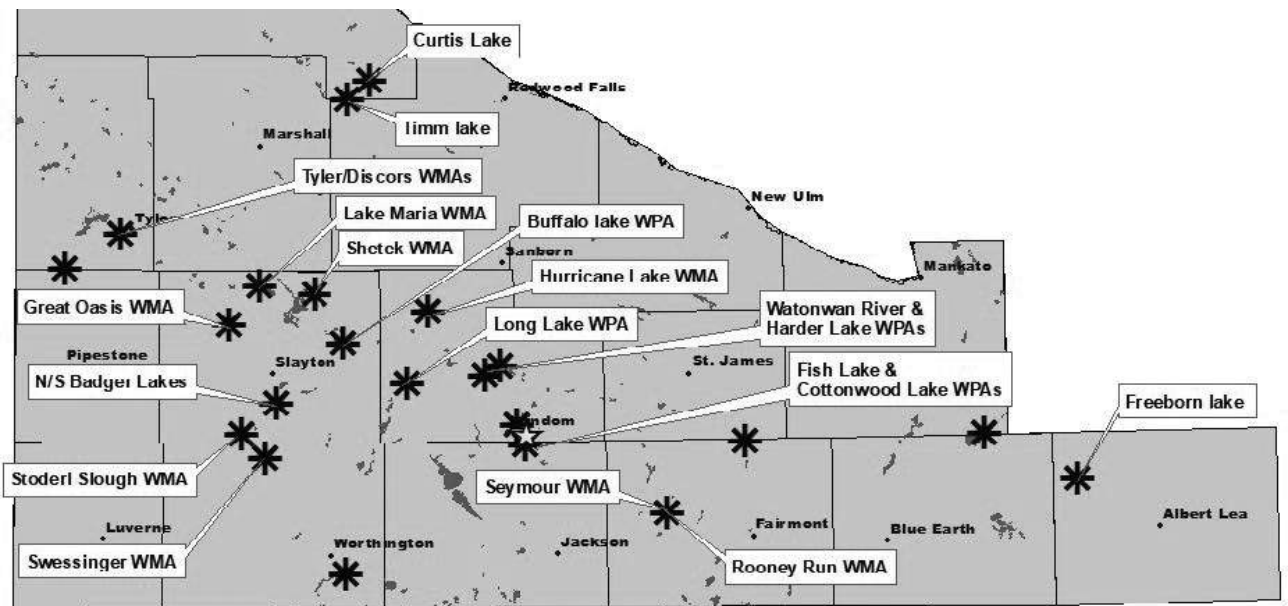 Curtis Lake
Redwood Falls
Timm lake
Marshall
Tyler/Discors WMAs
New Ulm
Lake Maria WMA
Buffalo lake WPA
Shetek WMA
Sanborn
Hurricane Lake WMA
Mankato
Great Oasis WMA
Watonwan River &
Harder Lake WPAs
Long Lake WPA
Pipestone
Slayton
St. James
Fish Lake &
Cottonwood Lake WPAs
N/S Badger Lakes
Freeborn lake
Stoderl Slough WMA
Seymour WMA
Luverne
Fairmont
Blue Earth
Albert Lea
Worthington
Jackson
Swessinger WMA
Rooney Run WMA